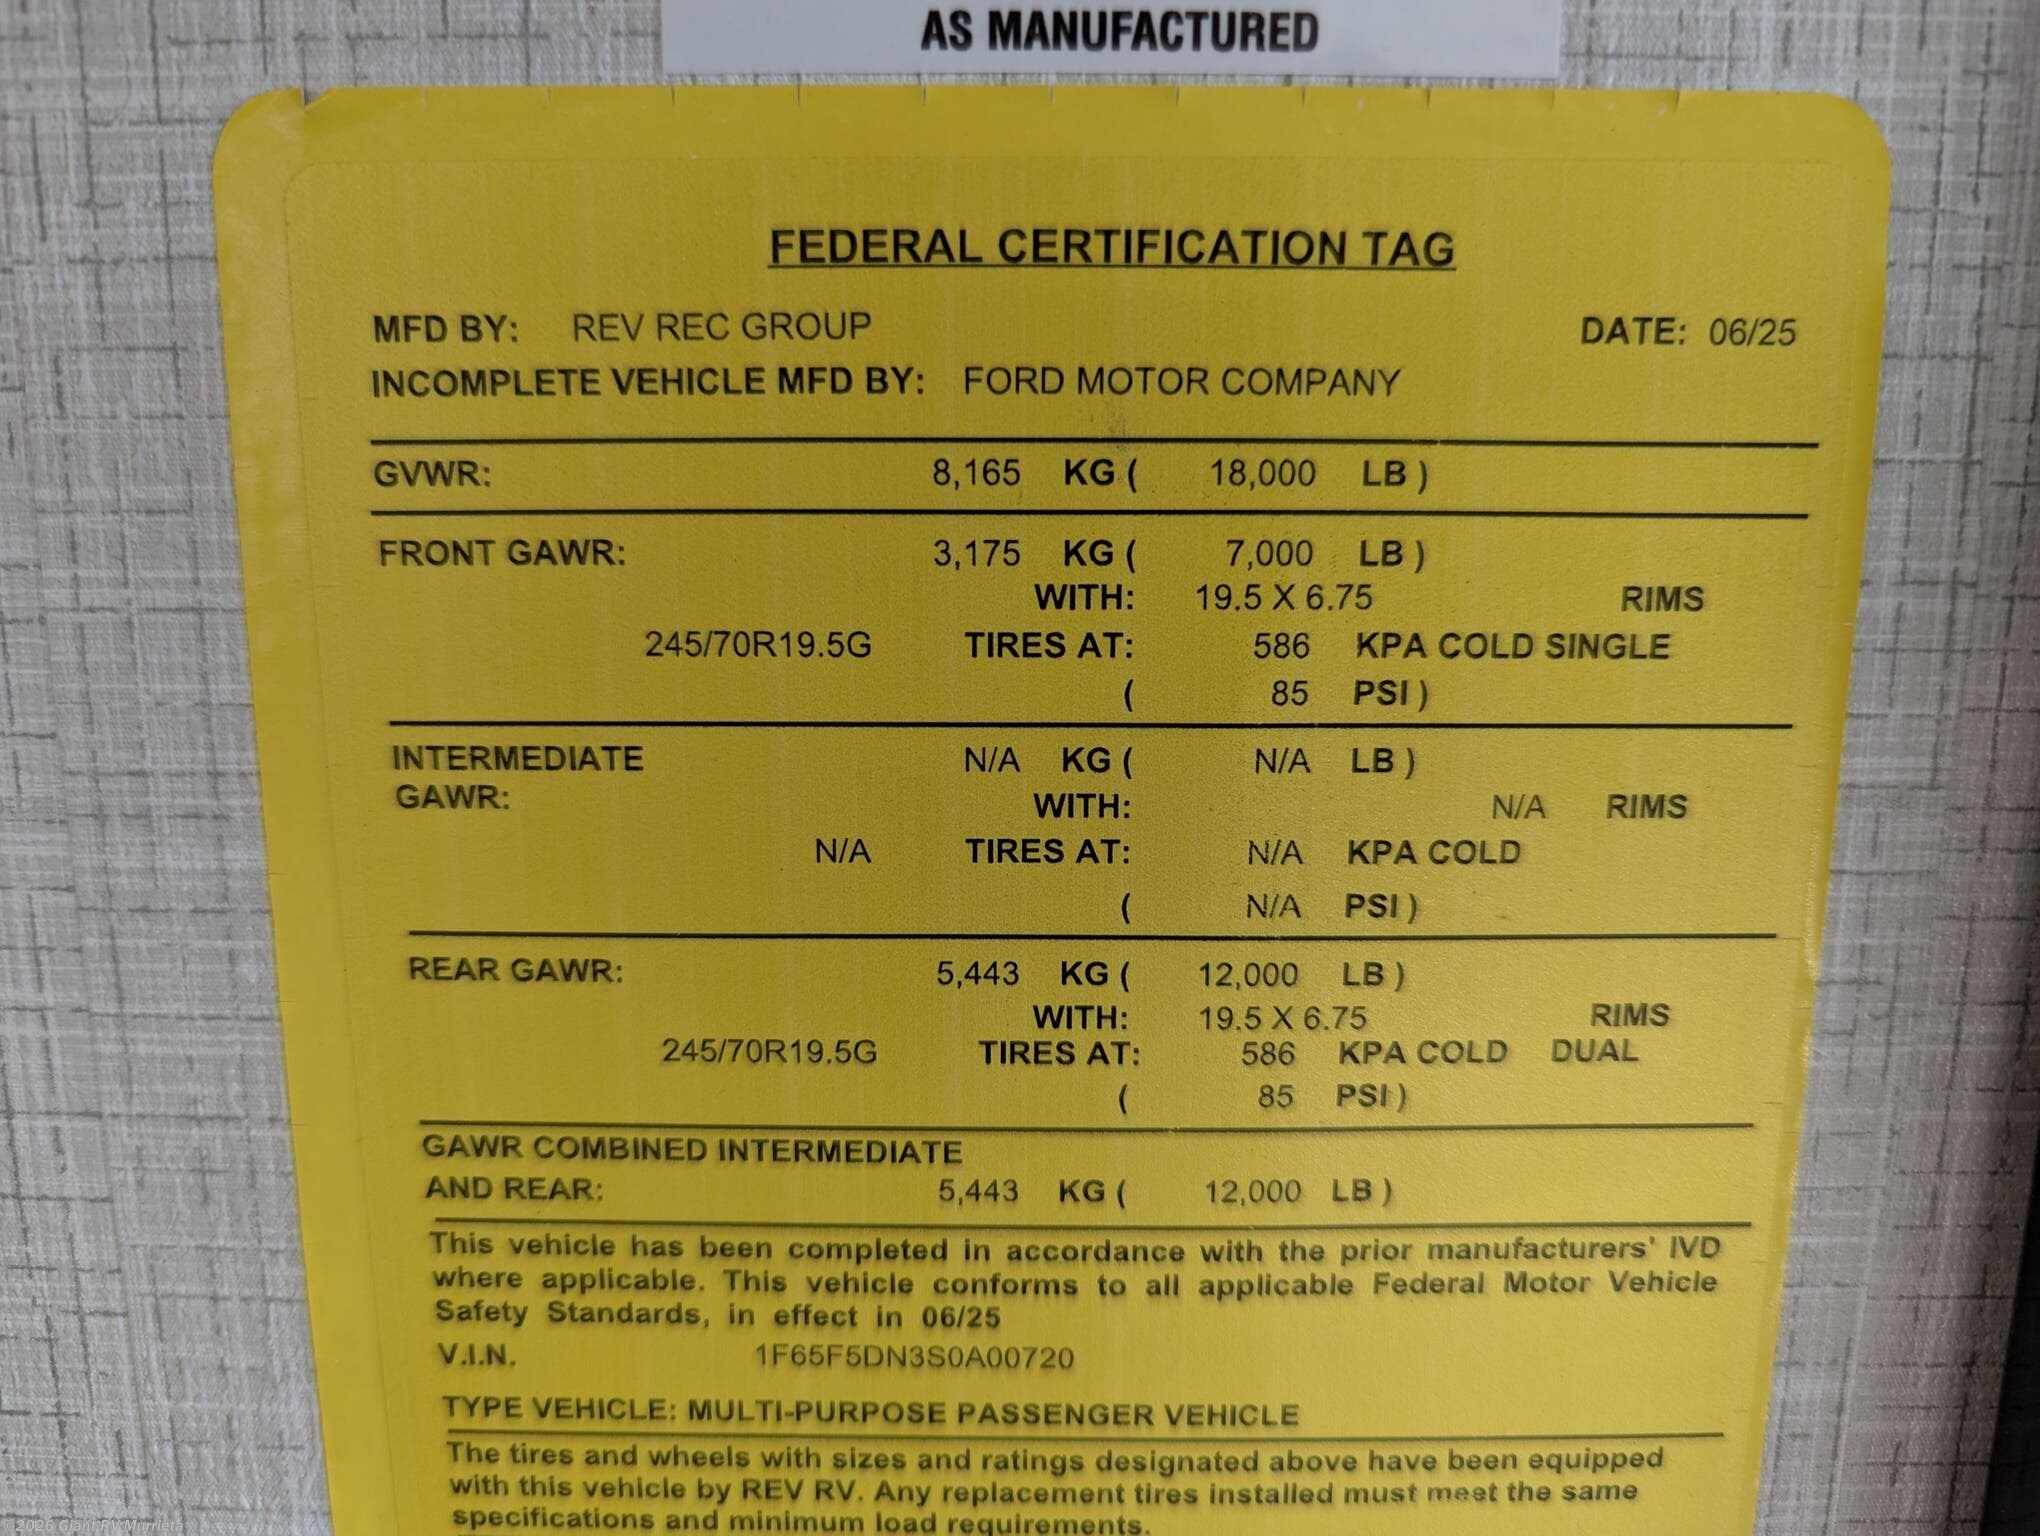 AS MANUFACTURED
FEDERAL CERTIFICATION TAG
MFD BY: REV REC GROUP DATE: 06/25
INCOMPLETE VEHICLE MFD BY: FORD MOTOR COMPANY
GVWR: 8,165 KG ( 18,000 LB )
FRONT GAWR: 3,175 KG ( 7,000 LB )
WITH: 19.5 X 6.75 RIMS
245/70R19.5G TIRES AT: 586 KPA COLD SINGLE
( 85 PSI )
INTERMEDIATE N/A KG ( N/A LB )
GAWR: WITH: N/A RIMS
N/A TIRES AT: N/A KPA COLD
( N/A PSI )
REAR GAWR: 5,443 KG ( 12,000 LB )
WITH: 19.5 X 6.75 RIMS
245/70R19.5G TIRES AT: 586 KPA COLD DUAL
( 85 PSI )
GAWR COMBINED INTERMEDIATE
AND REAR: 5,443 KG ( 12,000 LB )
This vehicle has been completed in accordance with the prior manufacturers' IVD
where applicable. This vehicle conforms to all applicable Federal Motor Vehicle
Safety Standards, in effect in 06/25
V.I.N. 1F65F5DN3S0A00720
TYPE VEHICLE: MULTI-PURPOSE PASSENGER VEHICLE
The tires and wheels with sizes and ratings designated above have been equipped
with this vehicle by REV RV. Any replacement tires installed must meet the same
specifications and minimum load requirements.
©2026 Giant RV Murrieta